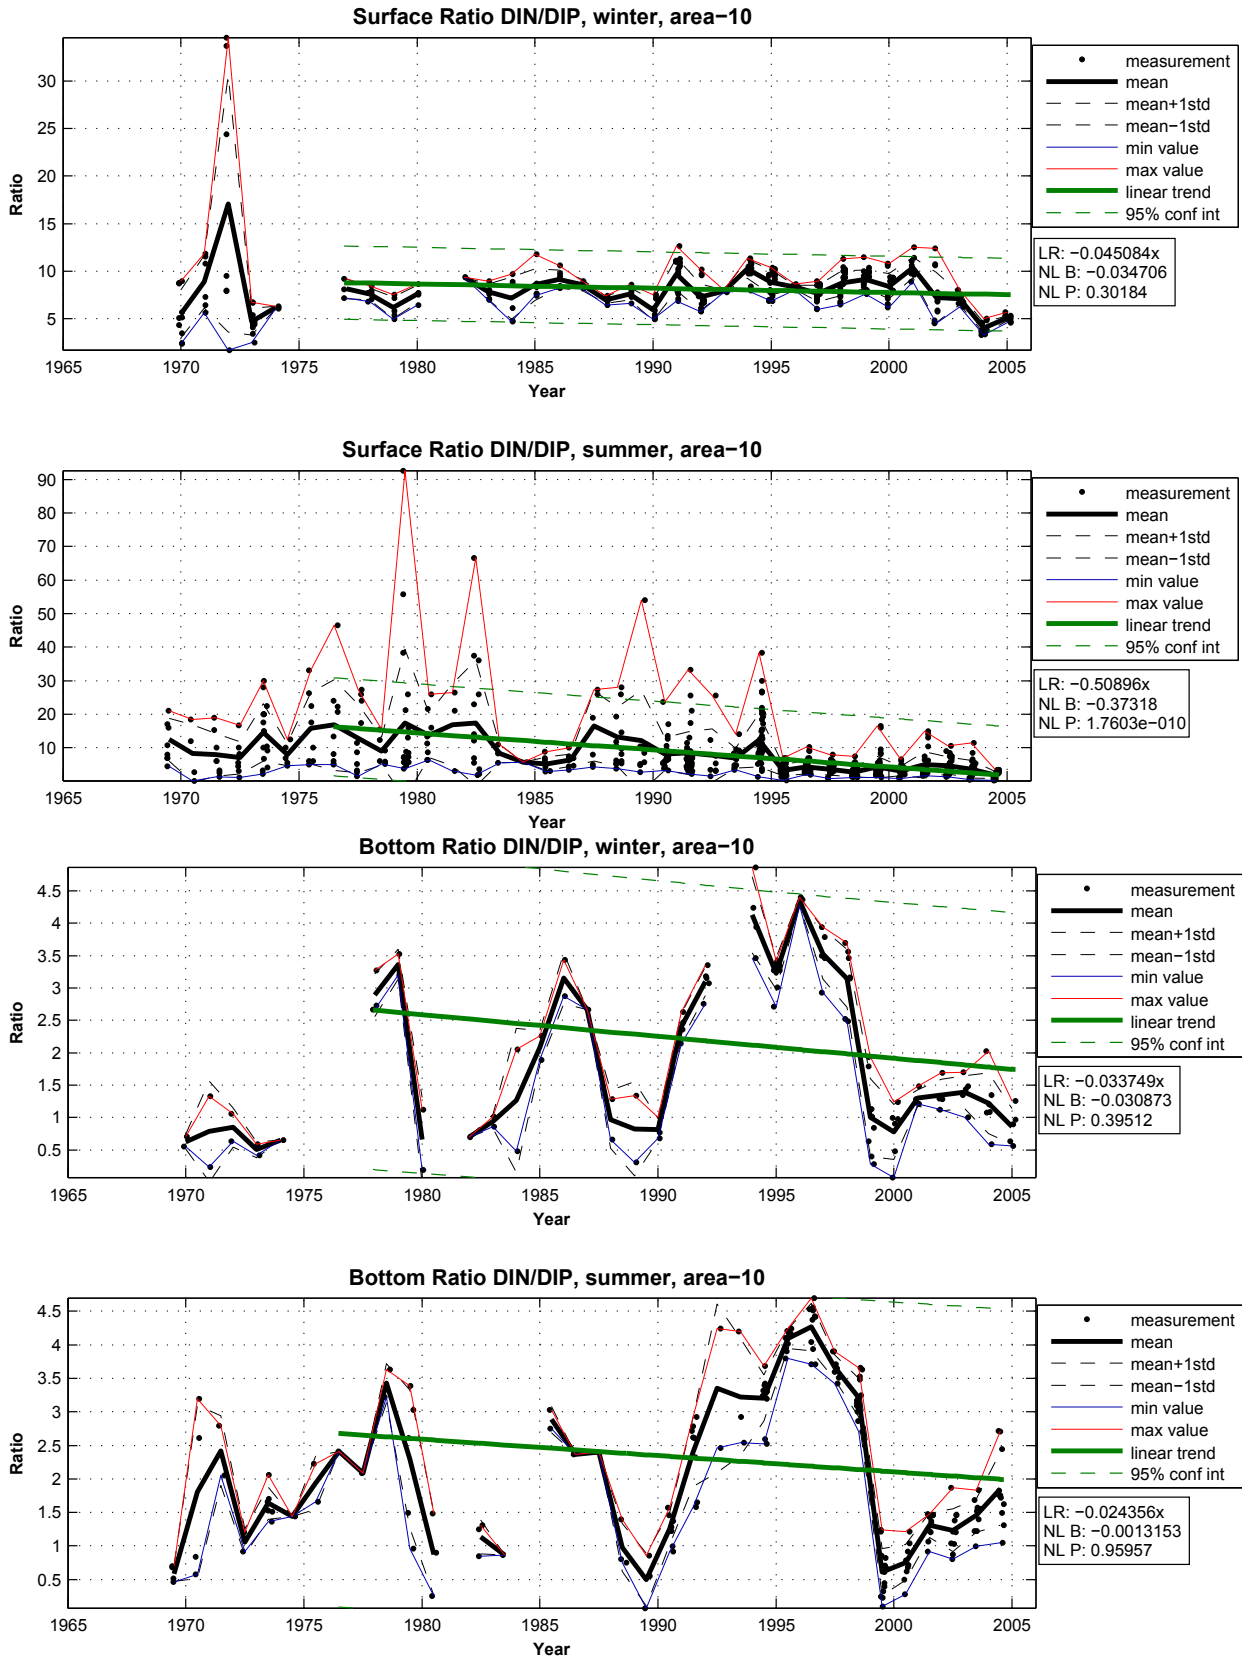 Surface Ratio DIN/DIP, winter, area−10
30
25
20
15
10
5
1965 1970 1975 1980 1985 1990 1995 2000 2005
Ratio
Year
measurement
mean
mean+1std
mean−1std
min value
max value
linear trend
95% conf int
LR: −0.045084x
NL B: −0.034706
NL P: 0.30184
Surface Ratio DIN/DIP, summer, area−10
90
80
70
60
50
40
30
20
10
1965 1970 1975 1980 1985 1990 1995 2000 2005
Ratio
Year
measurement
mean
mean+1std
mean−1std
min value
max value
linear trend
95% conf int
LR: −0.50896x
NL B: −0.37318
NL P: 1.7603e−010
Bottom Ratio DIN/DIP, winter, area−10
4.5
4
3.5
3
2.5
2
1.5
1
0.5
1965 1970 1975 1980 1985 1990 1995 2000 2005
Ratio
Year
measurement
mean
mean+1std
mean−1std
min value
max value
linear trend
95% conf int
LR: −0.033749x
NL B: −0.030873
NL P: 0.39512
Bottom Ratio DIN/DIP, summer, area−10
4.5
4
3.5
3
2.5
2
1.5
1
0.5
1965 1970 1975 1980 1985 1990 1995 2000 2005
Ratio
Year
measurement
mean
mean+1std
mean−1std
min value
max value
linear trend
95% conf int
LR: −0.024356x
NL B: −0.0013153
NL P: 0.95957